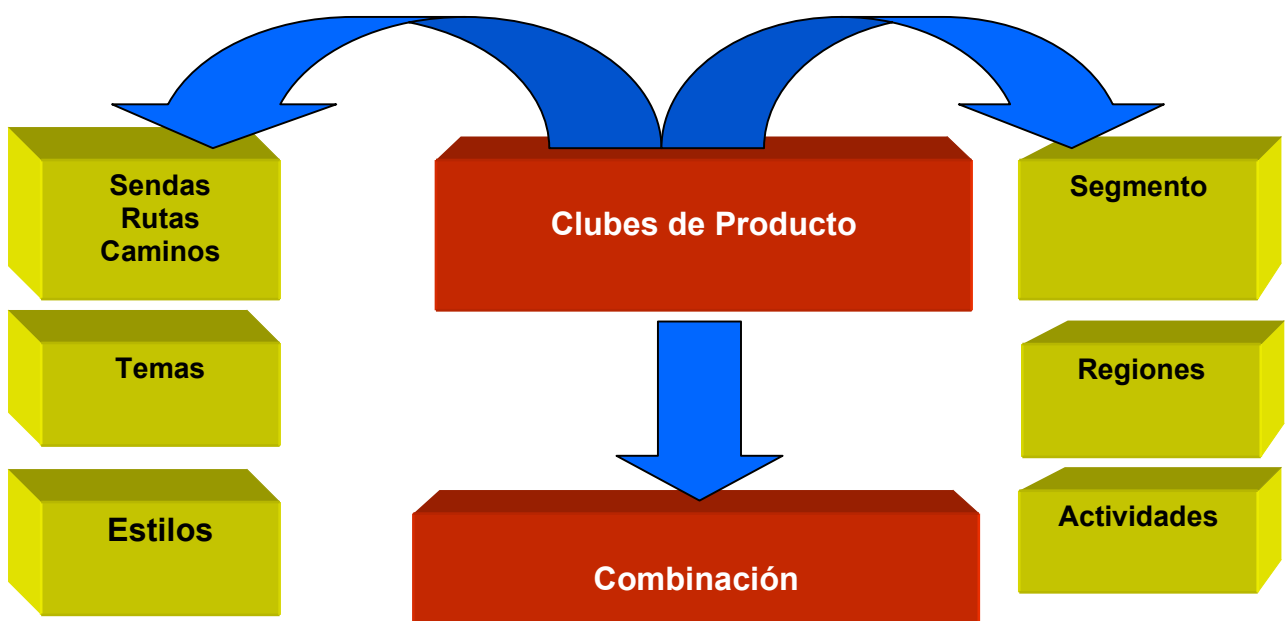 Sendas
Rutas
Caminos
Clubes de Producto
Segmento
Temas
Regiones
Estilos
Actividades
Combinación